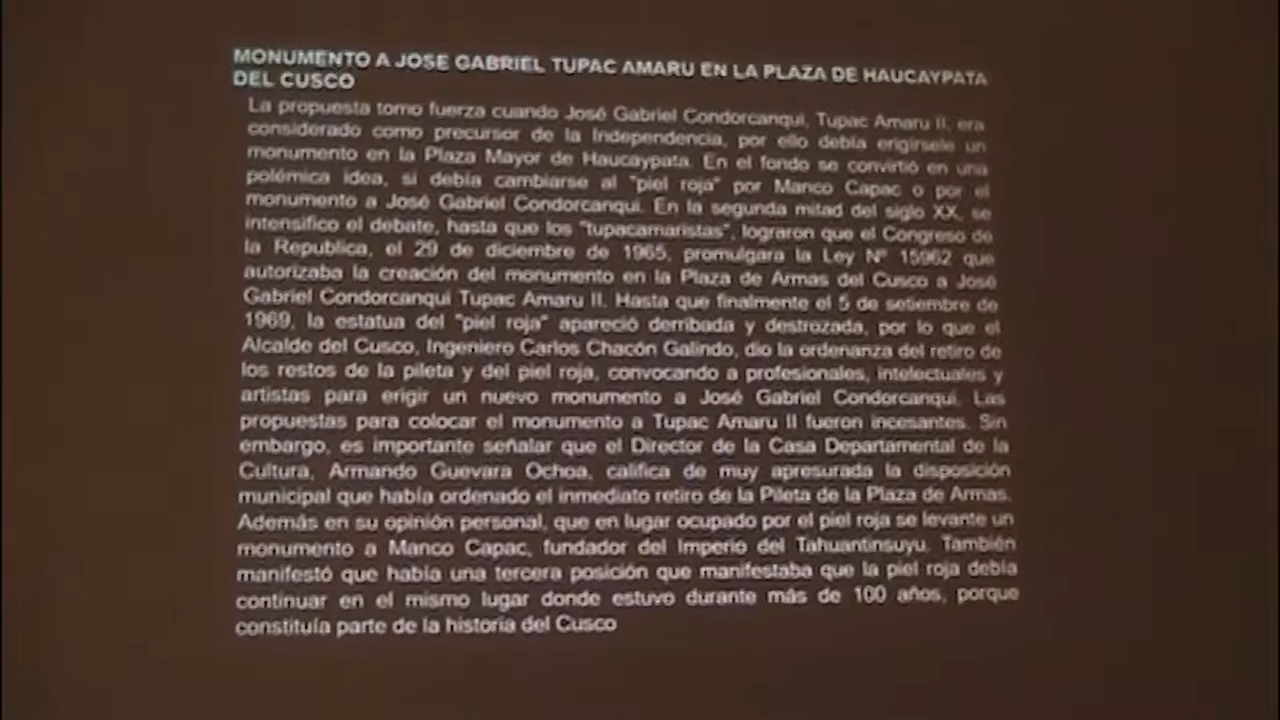 MONUMENTO A JOSE GABRIEL TUPAC AMARU EN LA PLAZA DE HAUCAYPATA
DEL CUSCO
La propuesta tomo fuerza cuando José Gabriel Condorcanqui, Tupac Amaru II, era
considerado como precursor de la Independencia, por ello debía erigírsele un
monumento en la Plaza Mayor de Haucaypata. En el fondo se convirtió en una
polémica idea, si debía cambiarse al "piel roja" por Manco Capac o por el
monumento a José Gabriel Condorcanqui. En la segunda mitad del siglo XX, se
intensifico el debate, hasta que los "tupacamaristas", lograron que el Congreso de
la Republica, el 29 de diciembre de 1965, promulgara la Ley Nº 15962 que
autorizaba la creación del monumento en la Plaza de Armas del Cusco a José
Gabriel Condorcanqui Tupac Amaru II. Hasta que finalmente el 5 de setiembre de
1969, la estatua del "piel roja" apareció derribada y destrozada, por lo que el
Alcalde del Cusco, Ingeniero Carlos Chacón Galindo, dio la ordenanza del retiro de
los restos de la pileta y del piel roja, convocando a profesionales, intelectuales y
artistas para erigir un nuevo monumento a José Gabriel Condorcanqui. Las
propuestas para colocar el monumento a Tupac Amaru II fueron incesantes. Sin
embargo, es importante señalar que el Director de la Casa Departamental de la
Cultura, Armando Guevara Ochoa, califica de muy apresurada la disposición
municipal que había ordenado el inmediato retiro de la Pileta de la Plaza de Armas.
Además en su opinión personal, que en lugar ocupado por el piel roja se levante un
monumento a Manco Capac, fundador del Imperio del Tahuantinsuyu. También
manifestó que había una tercera posición que manifestaba que la piel roja debía
continuar en el mismo lugar donde estuvo durante más de 100 años, porque
constituía parte de la historia del Cusco